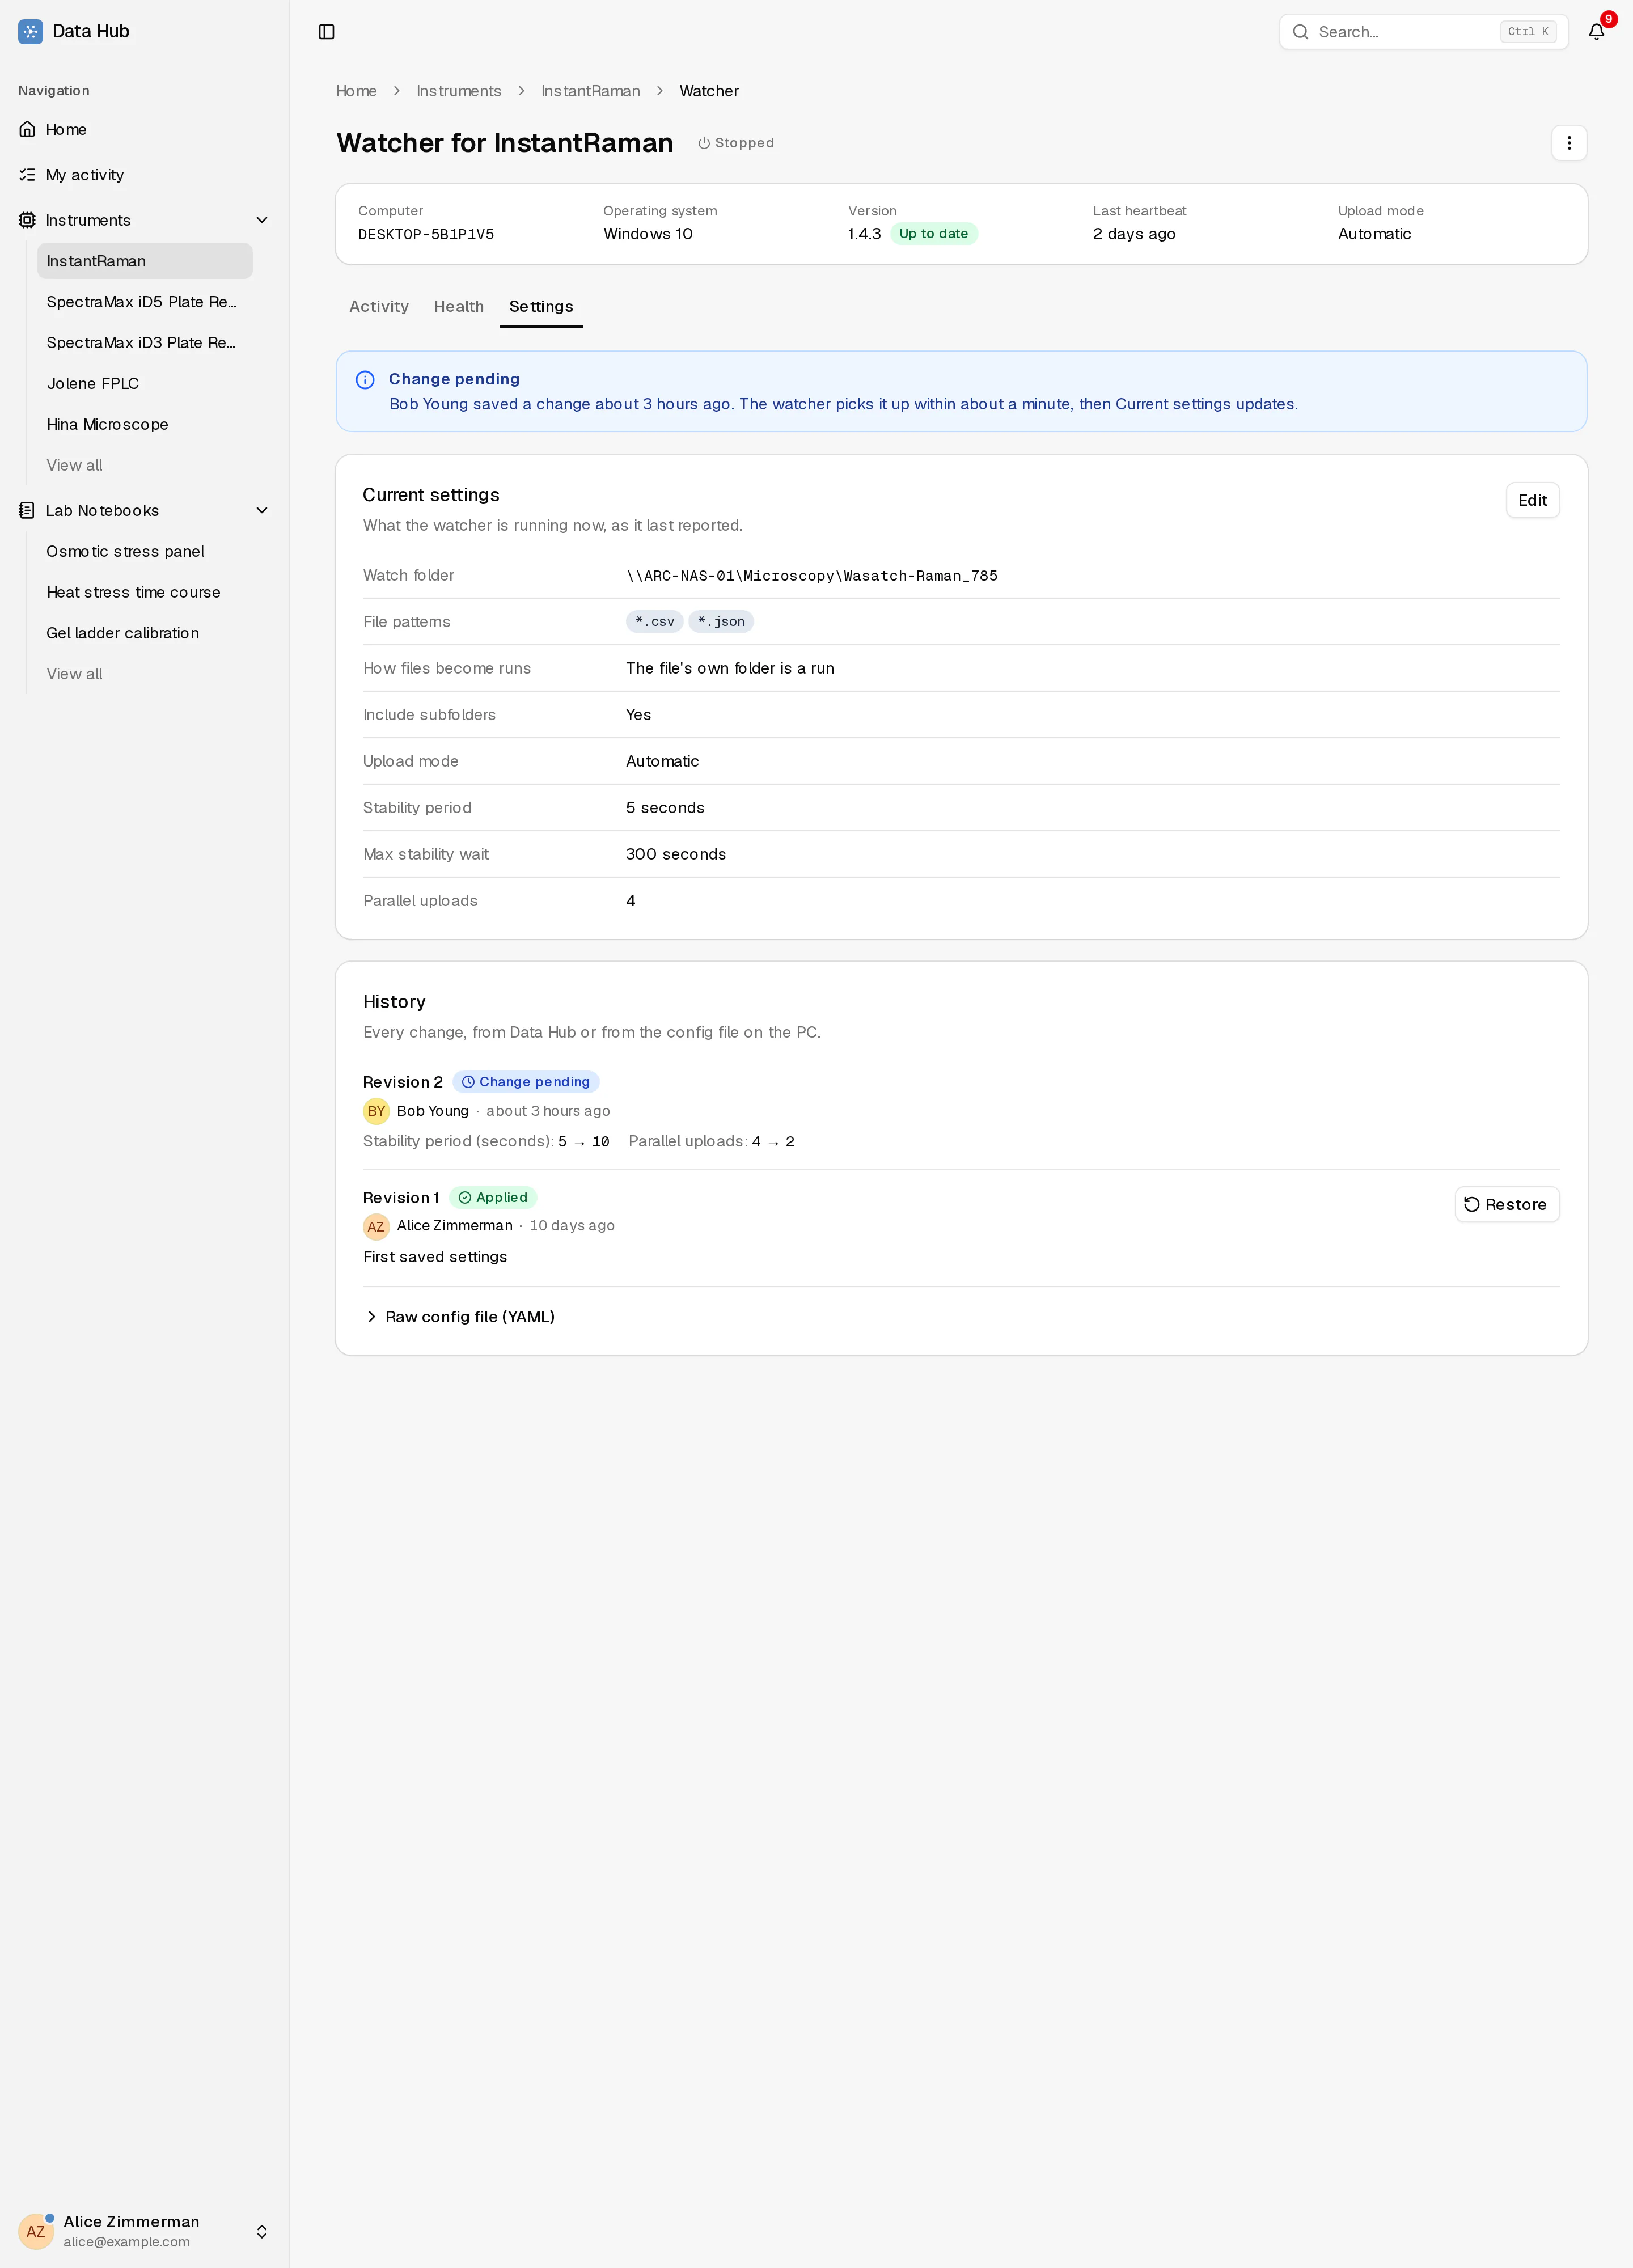 Data Hub
Search...
Ctrl K
9
Navigation
Home
My activity
Instruments
InstantRaman
SpectraMax iD5 Plate Re...
SpectraMax iD3 Plate Re...
Jolene FPLC
Hina Microscope
View all
Lab Notebooks
Osmotic stress panel
Heat stress time course
Gel ladder calibration
View all
Home > Instruments > InstantRaman > Watcher
Watcher for InstantRaman Stopped
Computer Operating system Version Last heartbeat Upload mode
DESKTOP-5B1P1V5 Windows 10 1.4.3 Up to date 2 days ago Automatic
Activity Health Settings
Change pending
Bob Young saved a change about 3 hours ago. The watcher picks it up within about a minute, then Current settings updates.
Current settings
Edit
What the watcher is running now, as it last reported.
Watch folder \\ARC-NAS-01\Microscopy\Wasatch-Raman_785
File patterns *.csv *.json
How files become runs The file's own folder is a run
Include subfolders Yes
Upload mode Automatic
Stability period 5 seconds
Max stability wait 300 seconds
Parallel uploads 4
History
Every change, from Data Hub or from the config file on the PC.
Revision 2 Change pending
BY Bob Young · about 3 hours ago
Stability period (seconds): 5 → 10 Parallel uploads: 4 → 2
Revision 1 Applied
Restore
AZ Alice Zimmerman · 10 days ago
First saved settings
Raw config file (YAML)
AZ
Alice Zimmerman
alice@example.com